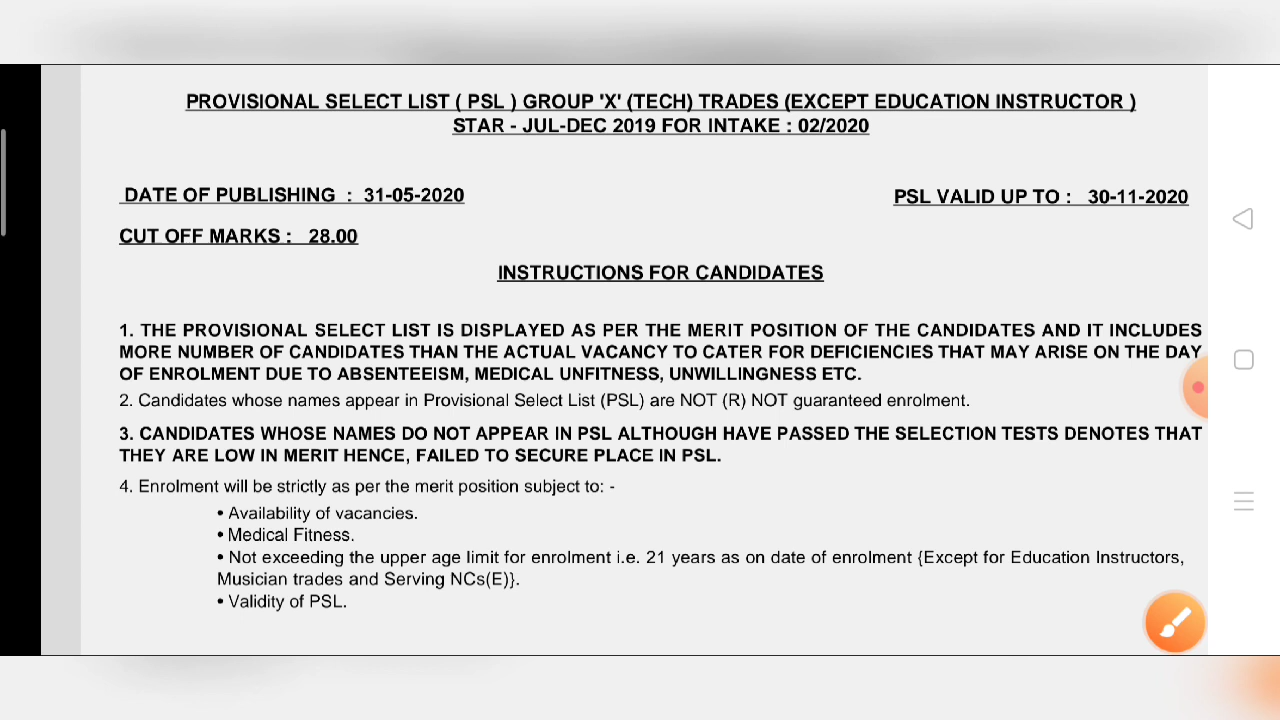 PROVISIONAL SELECT LIST ( PSL ) GROUP 'X' (TECH) TRADES (EXCEPT EDUCATION INSTRUCTOR )
STAR - JUL-DEC 2019 FOR INTAKE : 02/2020
DATE OF PUBLISHING : 31-05-2020
PSL VALID UP TO : 30-11-2020
CUT OFF MARKS : 28.00
INSTRUCTIONS FOR CANDIDATES
1. THE PROVISIONAL SELECT LIST IS DISPLAYED AS PER THE MERIT POSITION OF THE CANDIDATES AND IT INCLUDES
MORE NUMBER OF CANDIDATES THAN THE ACTUAL VACANCY TO CATER FOR DEFICIENCIES THAT MAY ARISE ON THE DAY
OF ENROLMENT DUE TO ABSENTEEISM, MEDICAL UNFITNESS, UNWILLINGNESS ETC.
2. Candidates whose names appear in Provisional Select List (PSL) are NOT (R) NOT guaranteed enrolment.
3. CANDIDATES WHOSE NAMES DO NOT APPEAR IN PSL ALTHOUGH HAVE PASSED THE SELECTION TESTS DENOTES THAT
THEY ARE LOW IN MERIT HENCE, FAILED TO SECURE PLACE IN PSL.
4. Enrolment will be strictly as per the merit position subject to: -
• Availability of vacancies.
• Medical Fitness.
• Not exceeding the upper age limit for enrolment i.e. 21 years as on date of enrolment {Except for Education Instructors,
Musician trades and Serving NCs(E)}.
• Validity of PSL.